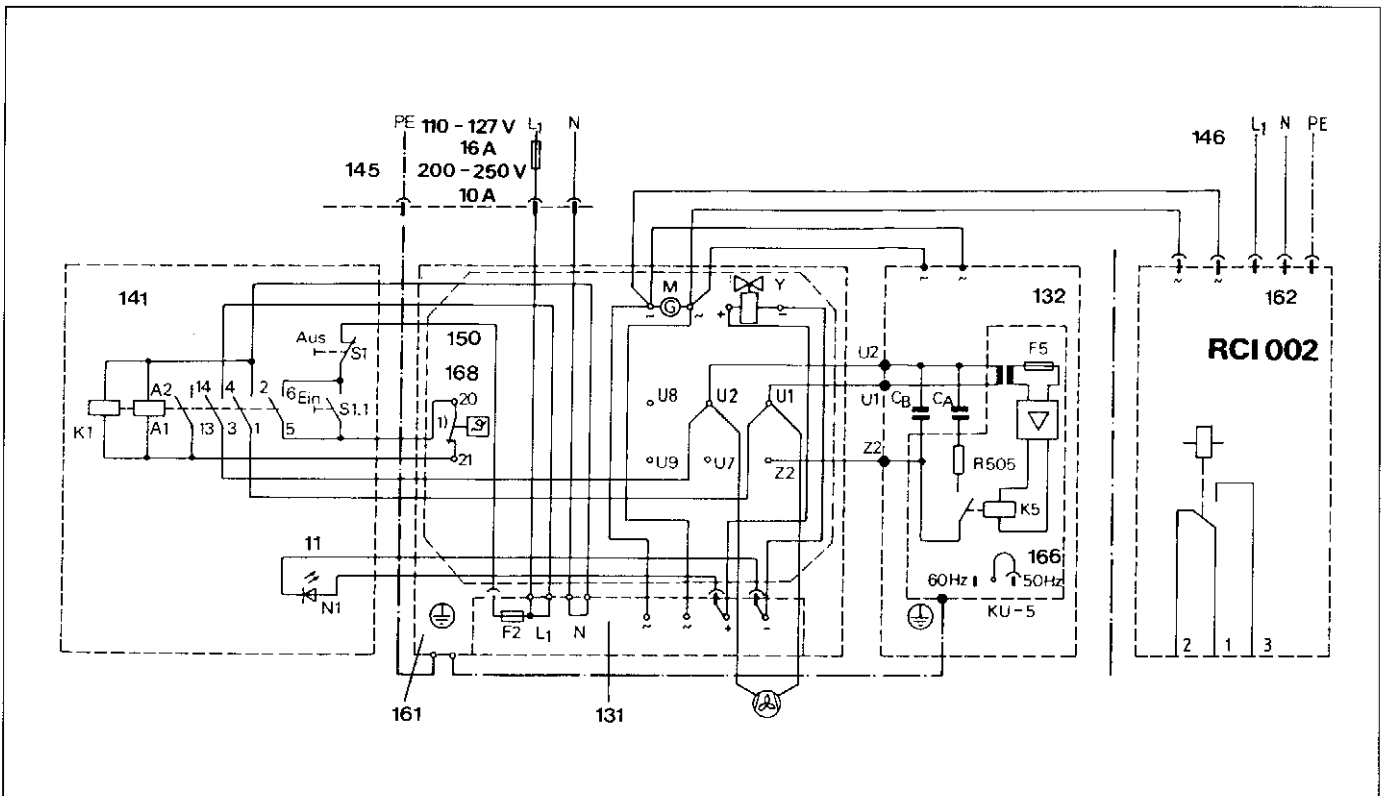 PE 110-127 V L1 N
16 A
145 200-250 V
10 A
146 L1 N PE
~ ~
141
Aus
S1
K1 A2 14 4 2 6 Ein S1.1
A1 13 3 1 5
150
168
20
1)
21
M
G
~ ~
Y
+ -
U8 U2 U1
U9 U7 Z2
~ ~
132
U2
U1 CB CA
F5
Z2
R505
K5
166
60Hz 50Hz
KU-5
~ ~
162
RCI 002
2 1 3
11
N1
F2 L1 N ~ ~ + -
161 131